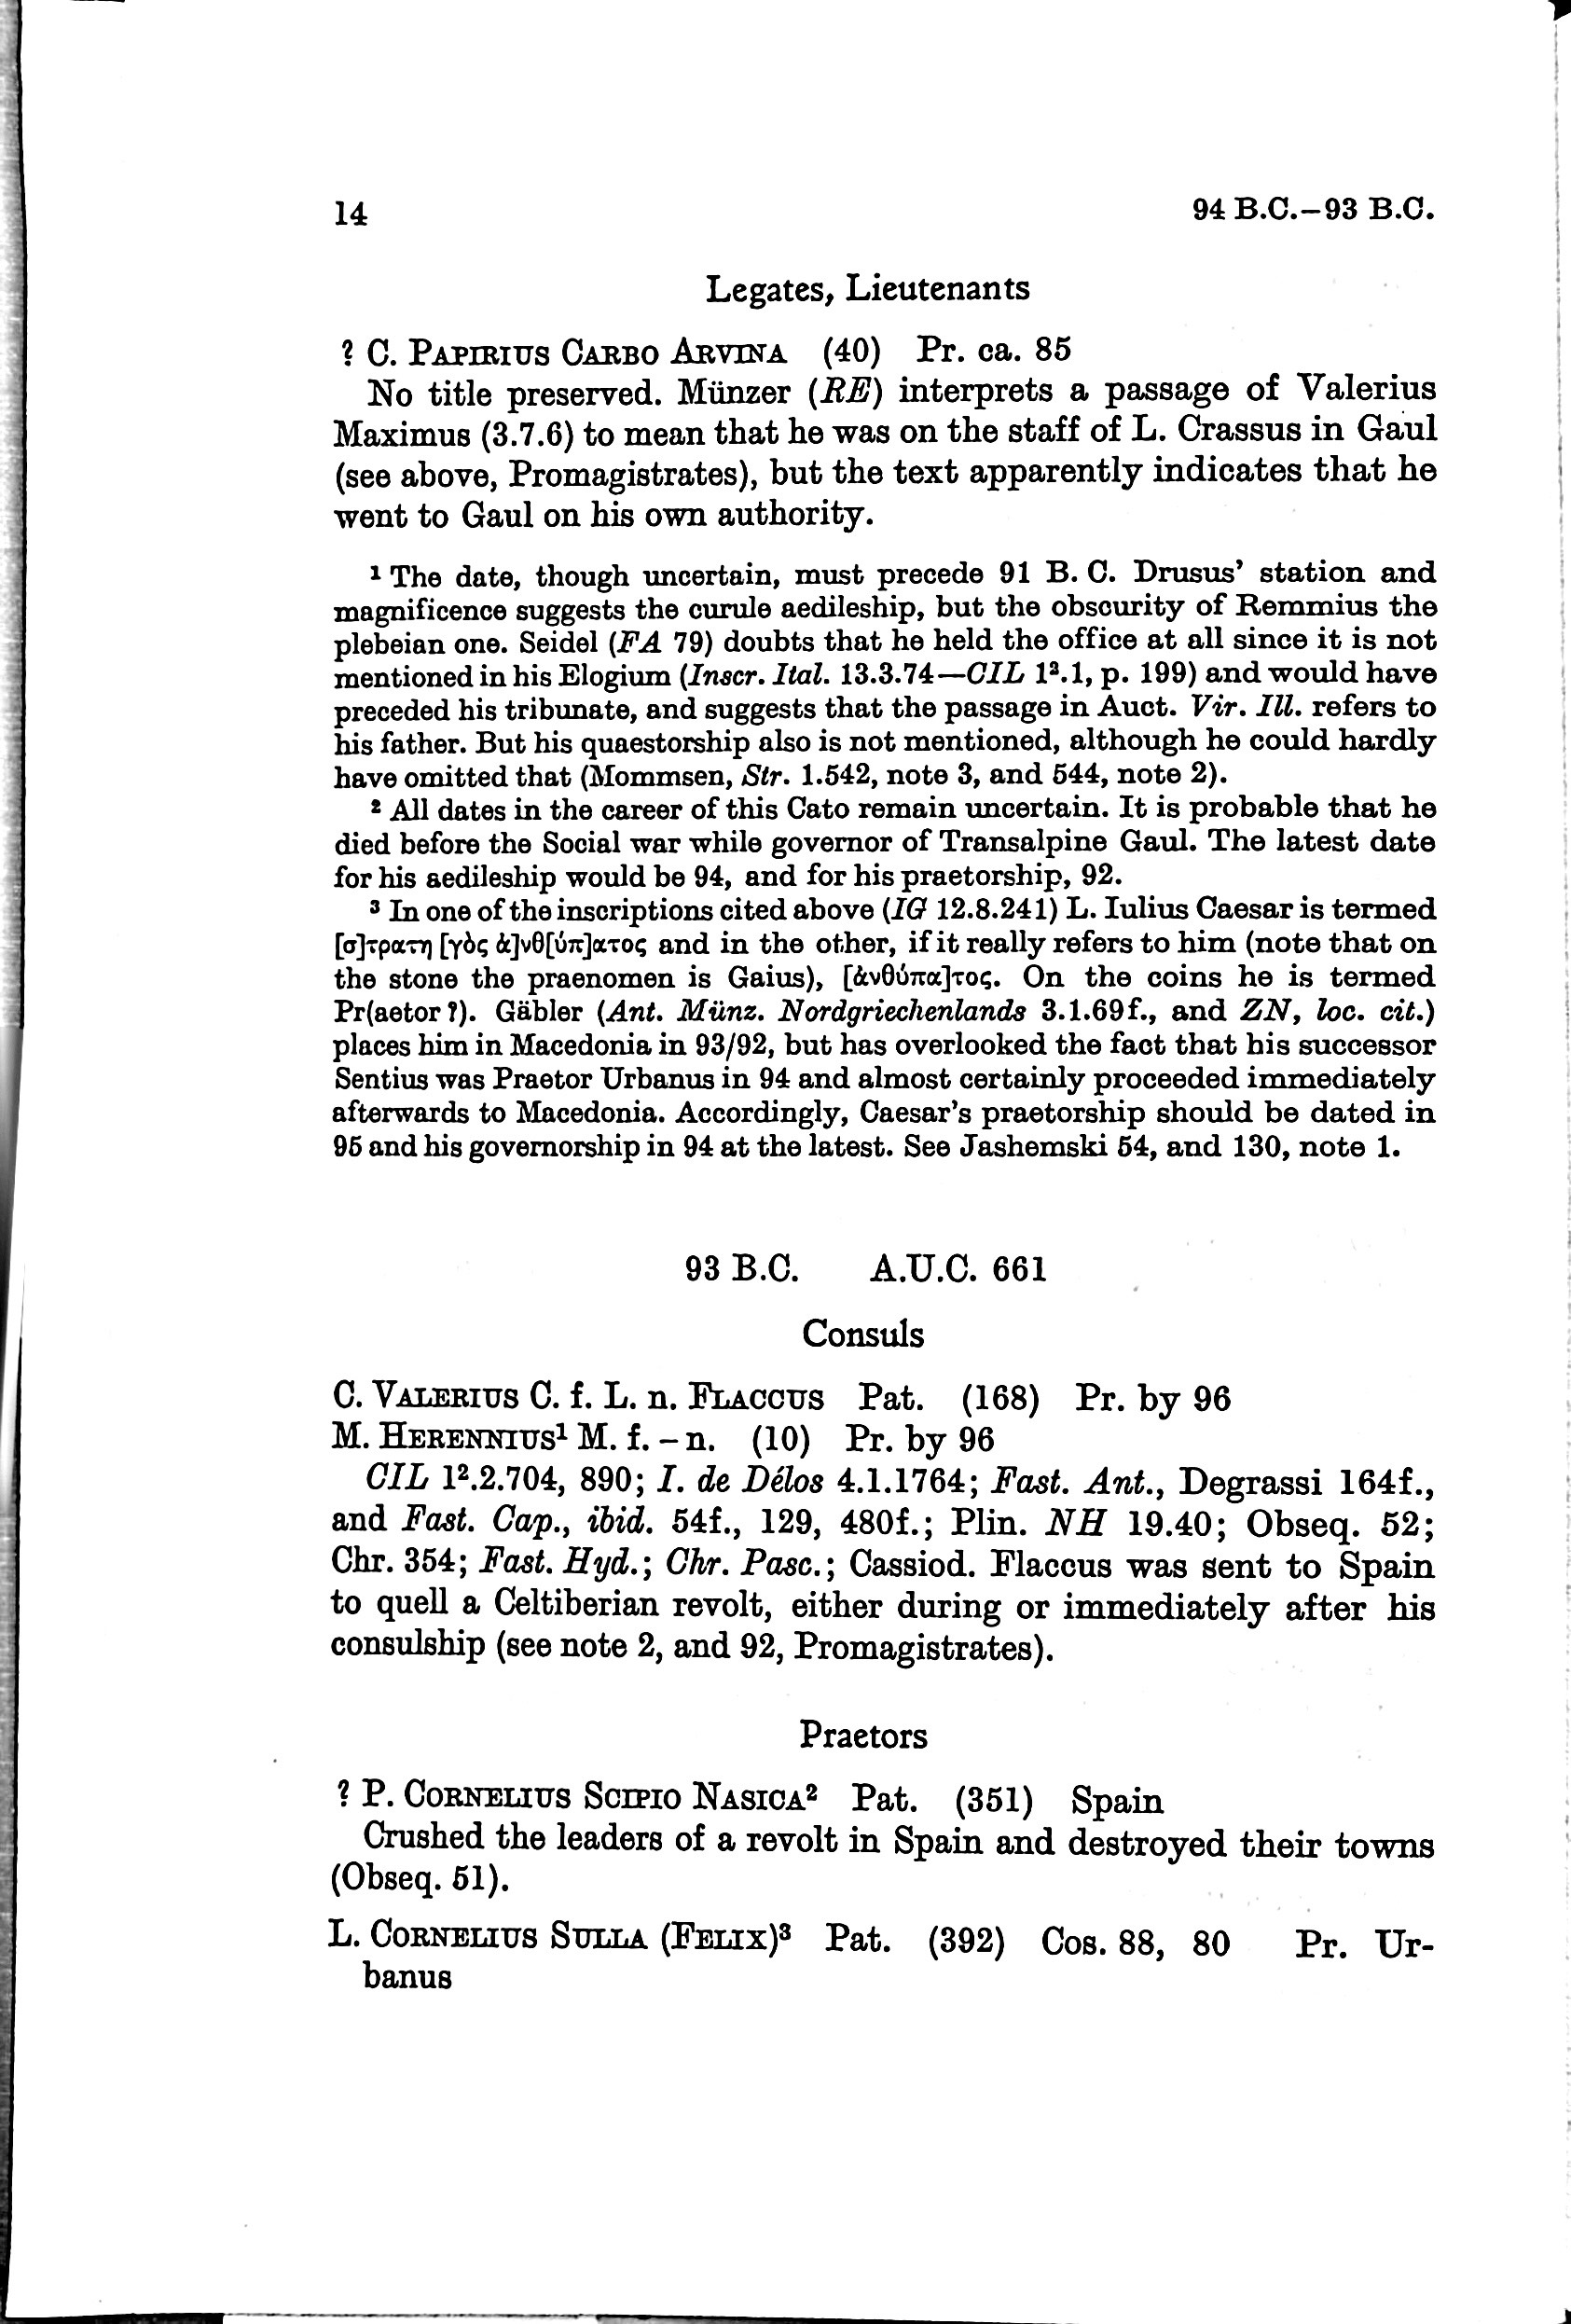 14 94 B.C.–93 B.C.
Legates, Lieutenants
? C. Papirius Carbo Arvina (40) Pr. ca. 85
No title preserved. Münzer (RE) interprets a passage of Valerius
Maximus (3.7.6) to mean that he was on the staff of L. Crassus in Gaul
(see above, Promagistrates), but the text apparently indicates that he
went to Gaul on his own authority.
¹ The date, though uncertain, must precede 91 B. C. Drusus’ station and
magnificence suggests the curule aedileship, but the obscurity of Remmius the
plebeian one. Seidel (FA 79) doubts that he held the office at all since it is not
mentioned in his Elogium (Inscr. Ital. 13.3.74—CIL 1².1, p. 199) and would have
preceded his tribunate, and suggests that the passage in Auct. Vir. Ill. refers to
his father. But his quaestorship also is not mentioned, although he could hardly
have omitted that (Mommsen, Str. 1.542, note 3, and 544, note 2).
² All dates in the career of this Cato remain uncertain. It is probable that he
died before the Social war while governor of Transalpine Gaul. The latest date
for his aedileship would be 94, and for his praetorship, 92.
³ In one of the inscriptions cited above (IG 12.8.241) L. Iulius Caesar is termed
[σ]τρατη [γὸς ἀ]νθ[ύπ]ατος and in the other, if it really refers to him (note that on
the stone the praenomen is Gaius), [ἀνθύπα]τος. On the coins he is termed
Pr(aetor ?). Gäbler (Ant. Münz. Nordgriechenlands 3.1.69f., and ZN, loc. cit.)
places him in Macedonia in 93/92, but has overlooked the fact that his successor
Sentius was Praetor Urbanus in 94 and almost certainly proceeded immediately
afterwards to Macedonia. Accordingly, Caesar’s praetorship should be dated in
95 and his governorship in 94 at the latest. See Jashemski 54, and 130, note 1.
93 B.C. A.U.C. 661
Consuls
C. Valerius C. f. L. n. Flaccus Pat. (168) Pr. by 96
M. Herennius¹ M. f. – n. (10) Pr. by 96
CIL 1².2.704, 890; I. de Délos 4.1.1764; Fast. Ant., Degrassi 164f.,
and Fast. Cap., ibid. 54f., 129, 480f.; Plin. NH 19.40; Obseq. 52;
Chr. 354; Fast. Hyd.; Chr. Pasc.; Cassiod. Flaccus was sent to Spain
to quell a Celtiberian revolt, either during or immediately after his
consulship (see note 2, and 92, Promagistrates).
Praetors
? P. Cornelius Scipio Nasica² Pat. (351) Spain
Crushed the leaders of a revolt in Spain and destroyed their towns
(Obseq. 51).
L. Cornelius Sulla (Felix)³ Pat. (392) Cos. 88, 80 Pr. Ur-
banus